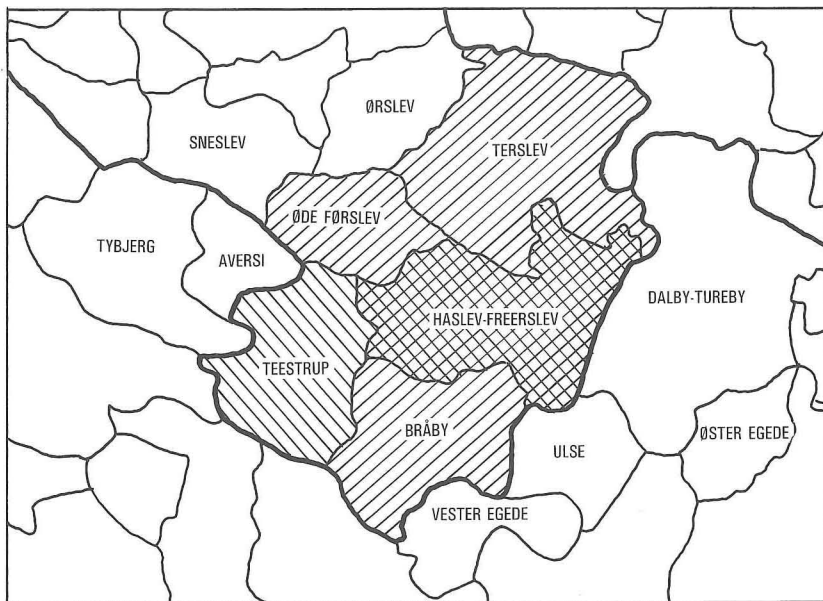 ØRSLEV
SNESLEV
TERSLEV
ØDE FØRSLEV
TYBJERG
AVERSI
DALBY-TUREBY
HASLEV-FREERSLEV
TEESTRUP
BRÅBY
ØSTER EGEDE
ULSE
VESTER EGEDE